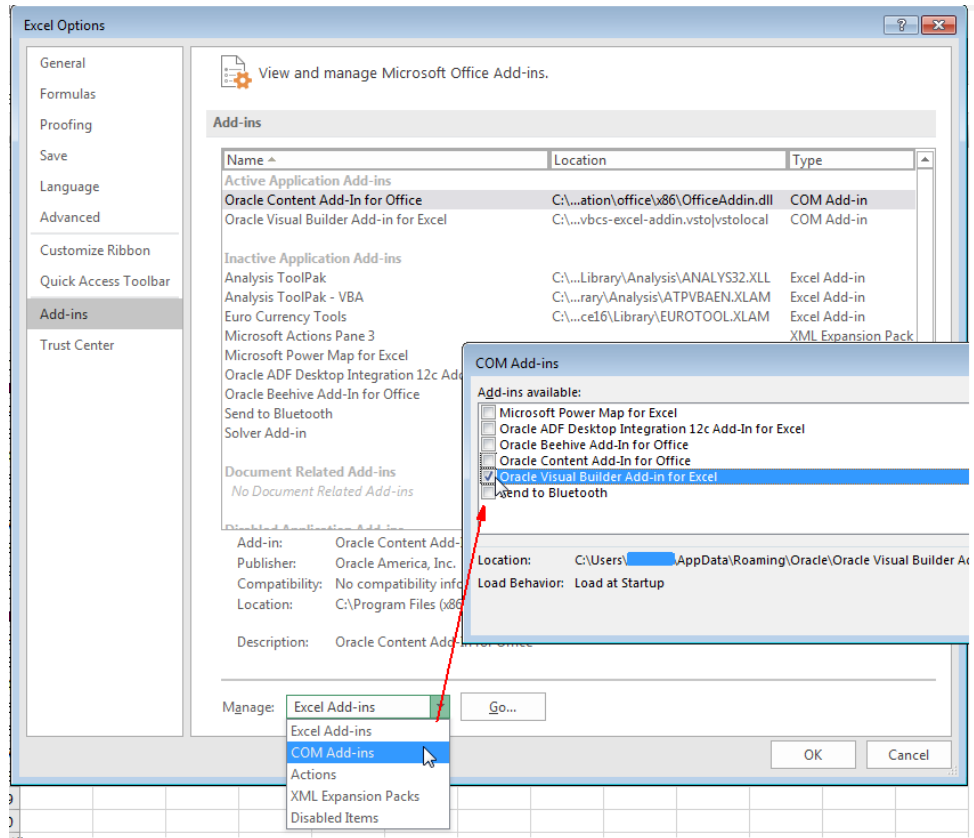 Excel Options
General
Formulas
Proofing
Save
Language
Advanced
Customize Ribbon
Quick Access Toolbar
Add-ins
Trust Center
View and manage Microsoft Office Add-ins.
Add-ins
Name Location Type
Active Application Add-ins
Oracle Content Add-In for Office C:\...ation\office\x86\OfficeAddin.dll COM Add-in
Oracle Visual Builder Add-in for Excel C:\...vbcs-excel-addin.vsto|vstolocal COM Add-in
Inactive Application Add-ins
Analysis ToolPak C:\...Library\Analysis\ANALYS32.XLL Excel Add-in
Analysis ToolPak - VBA C:\...rary\Analysis\ATPVBAEN.XLAM Excel Add-in
Euro Currency Tools C:\...ce16\Library\EUROTOOL.XLAM Excel Add-in
Microsoft Actions Pane 3 XML Expansion Pack
Microsoft Power Map for Excel
Oracle ADF Desktop Integration 12c Add
Oracle Beehive Add-In for Office
Send to Bluetooth
Solver Add-in
Document Related Add-ins
No Document Related Add-ins
Disabled Application Add-ins
Add-in: Oracle Content Add-
Publisher: Oracle America, Inc.
Compatibility: No compatibility info
Location: C:\Program Files (x86
Description: Oracle Content Add-In for Office
COM Add-ins
Add-ins available:
Microsoft Power Map for Excel
Oracle ADF Desktop Integration 12c Add-In for Excel
Oracle Beehive Add-In for Office
Oracle Content Add-In for Office
Oracle Visual Builder Add-in for Excel
Send to Bluetooth
Location: C:\Users\ \AppData\Roaming\Oracle\Oracle Visual Builder Ad
Load Behavior: Load at Startup
Manage: Excel Add-ins Go...
Excel Add-ins
COM Add-ins
Actions
XML Expansion Packs
Disabled Items
OK Cancel